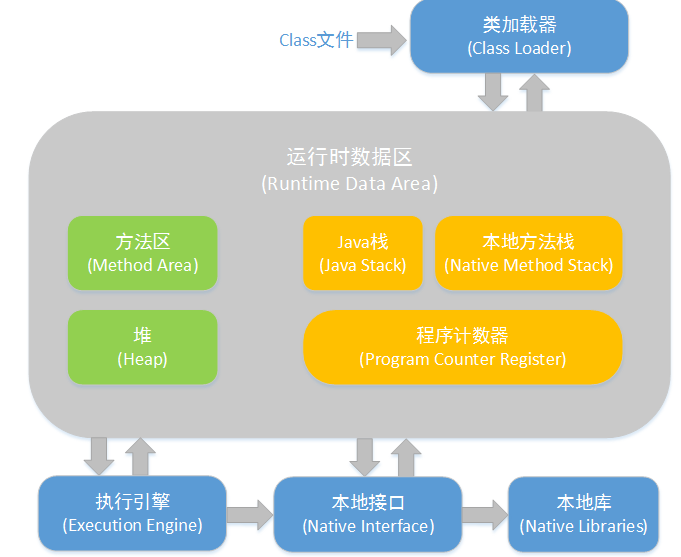 Class文件
类加载器
(Class Loader)
运行时数据区
(Runtime Data Area)
方法区
(Method Area)
Java栈
(Java Stack)
本地方法栈
(Native Method Stack)
堆
(Heap)
程序计数器
(Program Counter Register)
执行引擎
(Execution Engine)
本地接口
(Native Interface)
本地库
(Native Libraries)